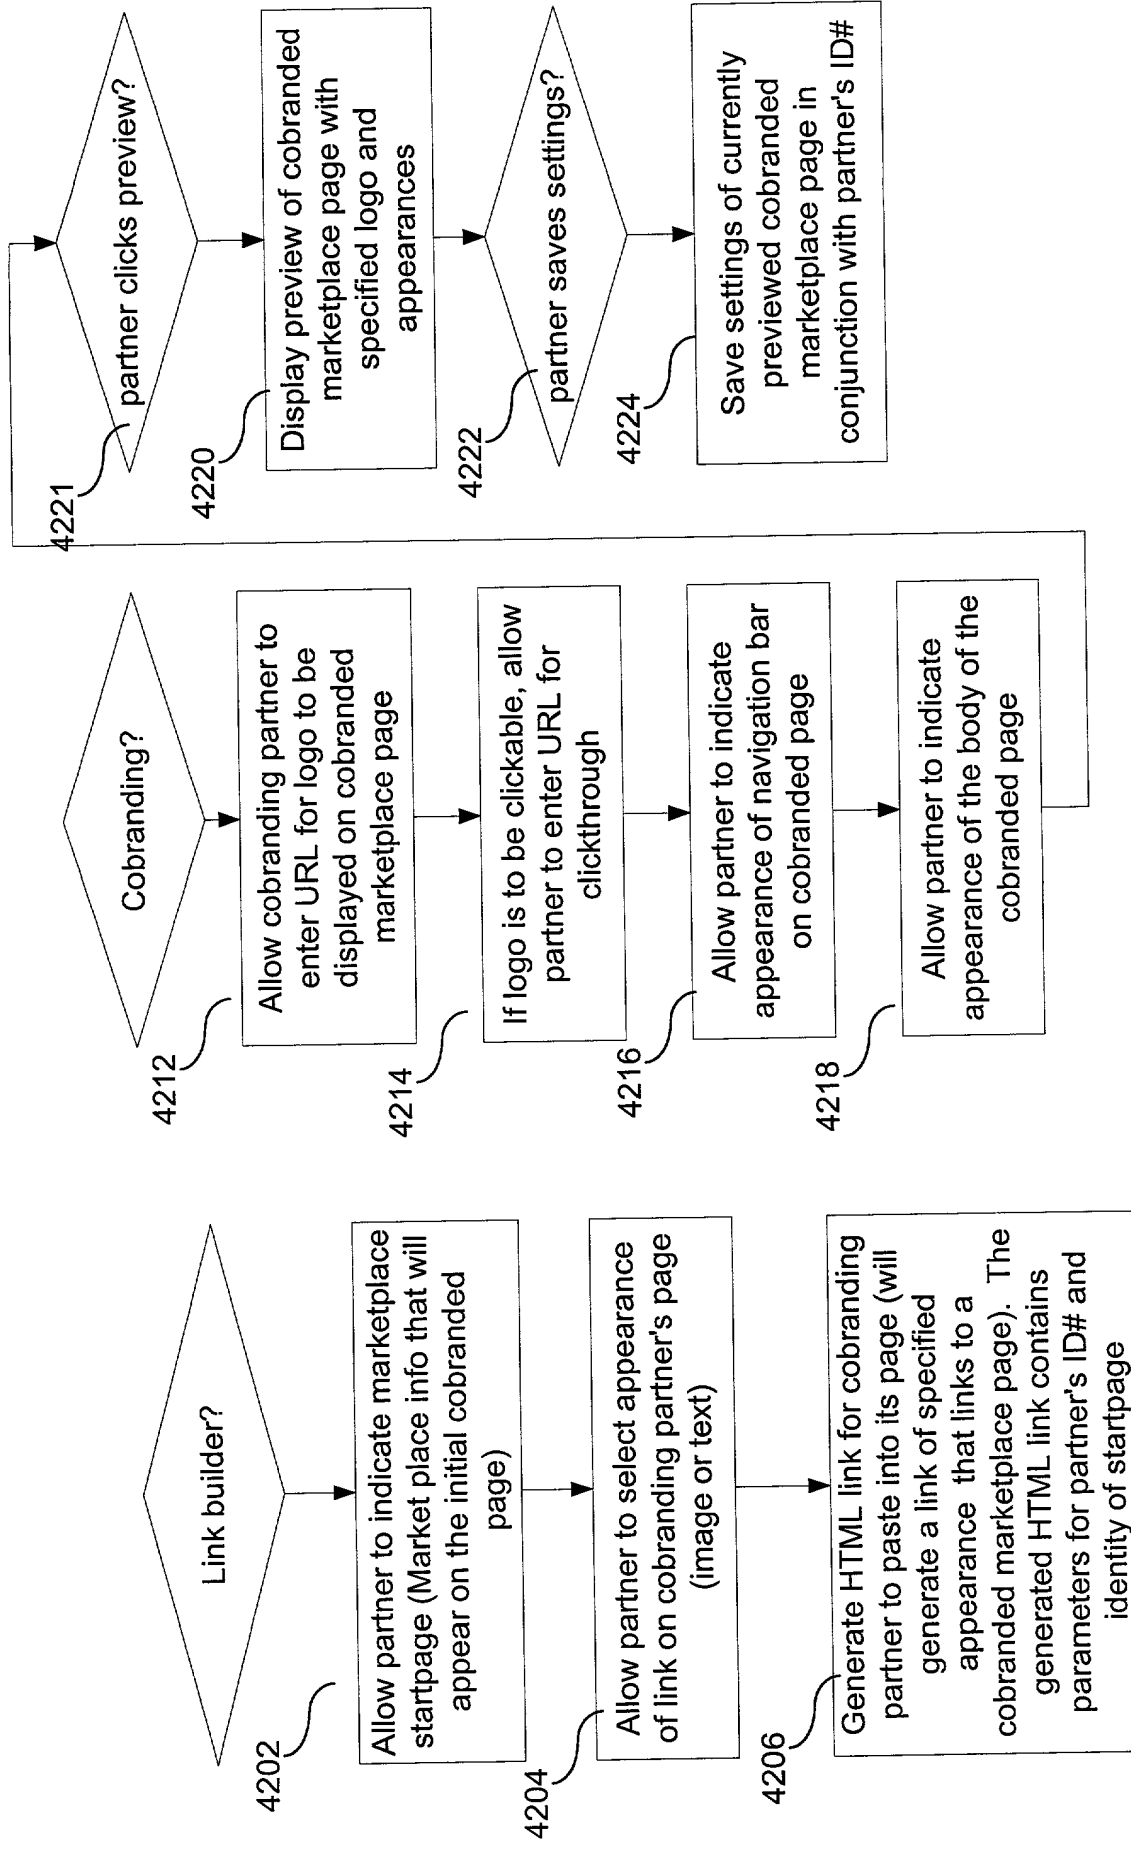 Link builder?
4202
Allow partner to indicate marketplace
startpage (Market place info that will
appear on the initial cobranded
page)
4204
Allow partner to select appearance
of link on cobranding partner's page
(image or text)
4206
Generate HTML link for cobranding
partner to paste into its page (will
generate a link of specified
appearance that links to a
cobranded marketplace page). The
generated HTML link contains
parameters for partner's ID# and
identity of startpage
Cobranding?
4212
Allow cobranding partner to
enter URL for logo to be
displayed on cobranded
marketplace page
4214
If logo is to be clickable, allow
partner to enter URL for
clickthrough
4216
Allow partner to indicate
appearance of navigation bar
on cobranded page
4218
Allow partner to indicate
appearance of the body of the
cobranded page
4221
partner clicks preview?
4220
Display preview of cobranded
marketplace page with
specified logo and
appearances
4222
partner saves settings?
4224
Save settings of currently
previewed cobranded
marketplace page in
conjunction with partner's ID#